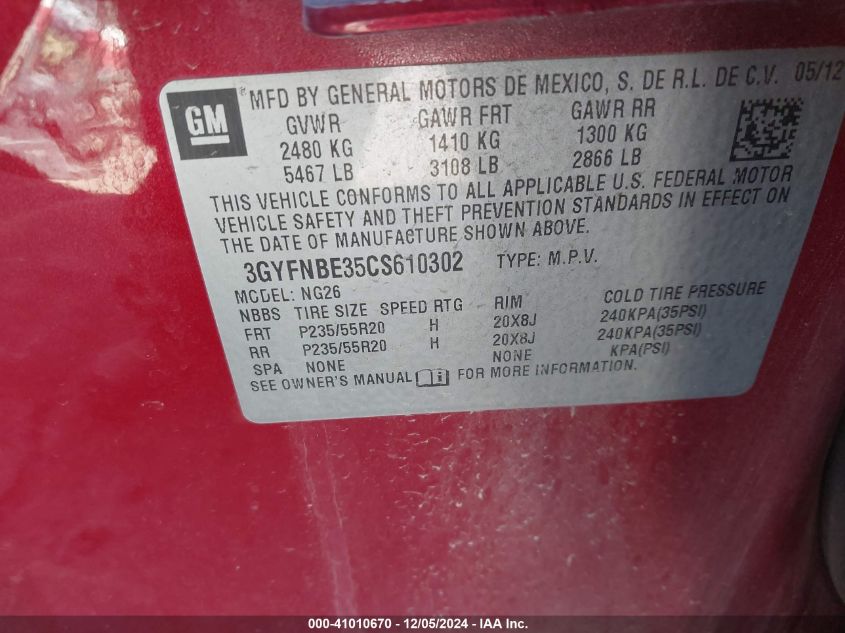 GM
MFD BY GENERAL MOTORS DE MEXICO, S. DE R.L. DE C.V. 05/12
GVWR GAWR FRT GAWR RR
2480 KG 1410 KG 1300 KG
5467 LB 3108 LB 2866 LB
THIS VEHICLE CONFORMS TO ALL APPLICABLE U.S. FEDERAL MOTOR
VEHICLE SAFETY AND THEFT PREVENTION STANDARDS IN EFFECT ON
THE DATE OF MANUFACTURE SHOWN ABOVE.
3GYFNBE35CS610302 TYPE: M.P.V.
MODEL: NG26
NBBS TIRE SIZE SPEED RTG RIM COLD TIRE PRESSURE
FRT P235/55R20 H 20X8J 240KPA(35PSI)
RR P235/55R20 H 20X8J 240KPA(35PSI)
SPA NONE NONE KPA(PSI)
SEE OWNER'S MANUAL FOR MORE INFORMATION.
000-41010670 - 12/05/2024 - IAA Inc.